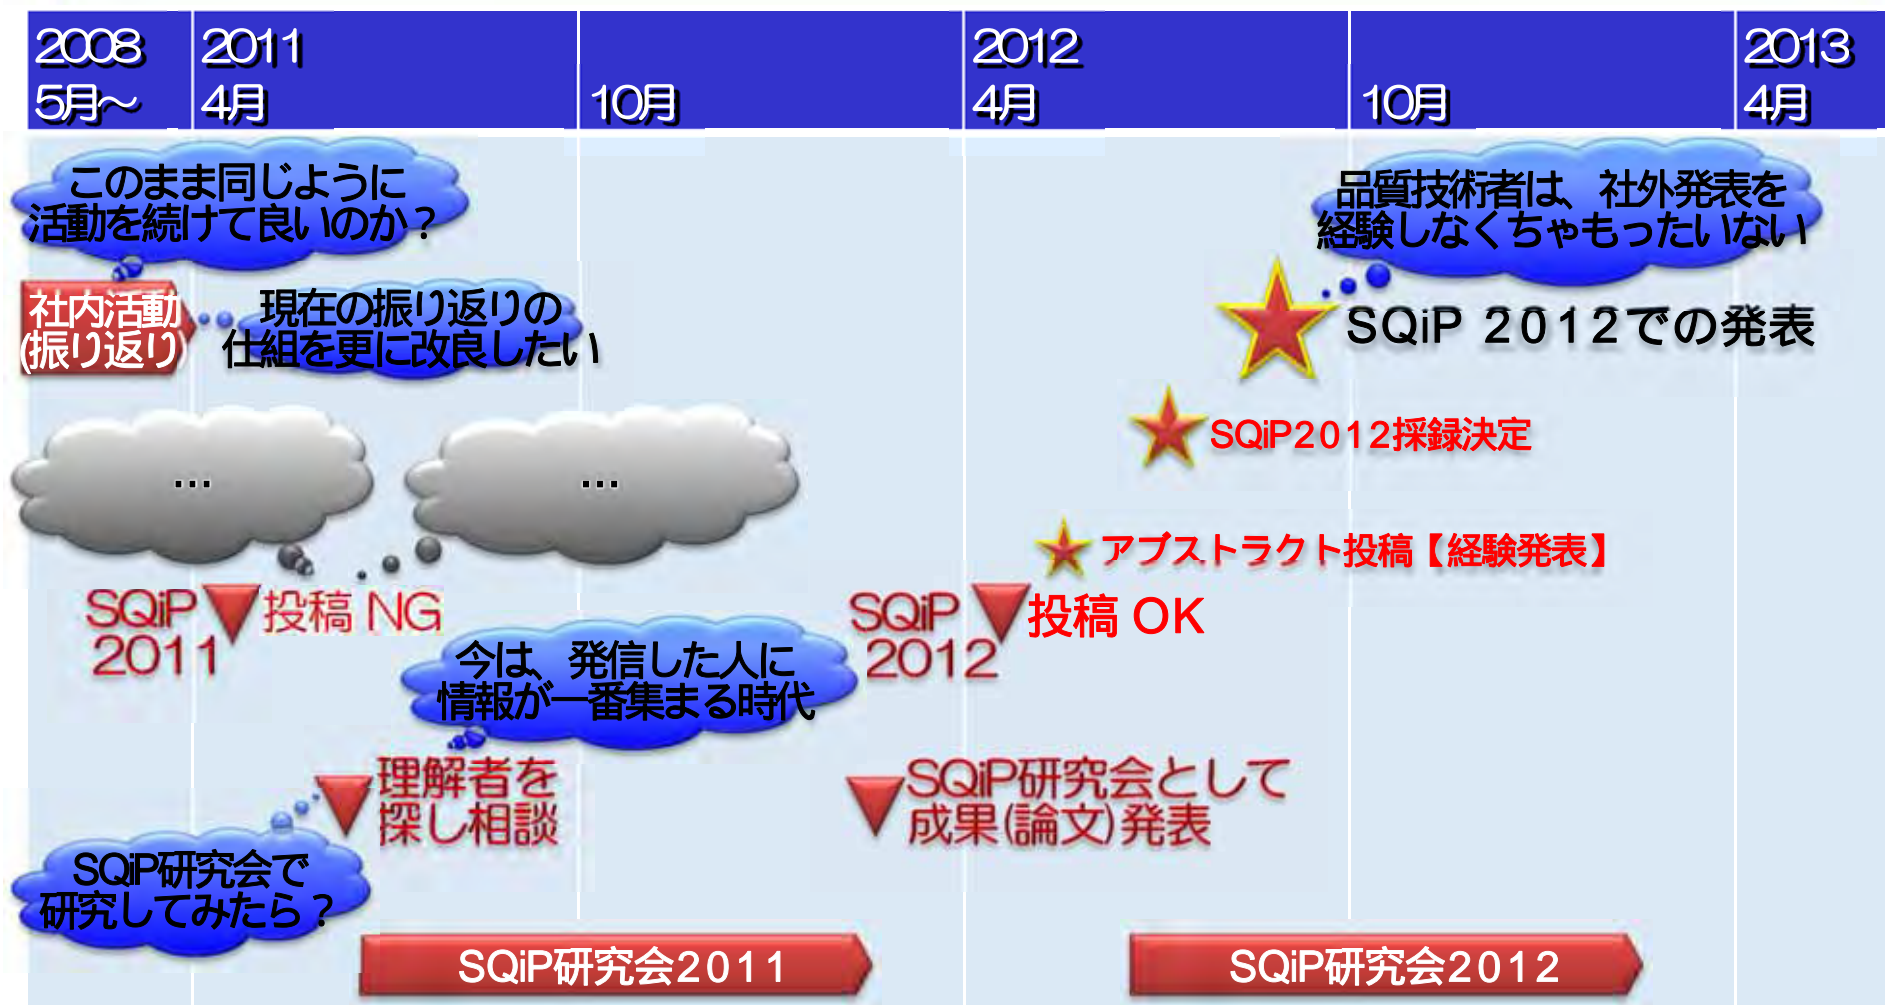 2008
5月～
2011
4月
10月
2012
4月
10月
2013
4月
このまま同じように
活動を続けて良いのか？
品質技術者は、社外発表を
経験しなくちゃもったいない
社内活動
(振り返り)
現在の振り返りの
仕組を更に改良したい
SQiP 2012での発表
SQiP2012採録決定
…
…
アブストラクト投稿【経験発表】
SQiP
2011
投稿 NG
SQiP
2012
投稿 OK
今は、発信した人に
情報が一番集まる時代
理解者を
探し相談
SQiP研究会として
成果(論文)発表
SQiP研究会で
研究してみたら？
SQiP研究会2011
SQiP研究会2012